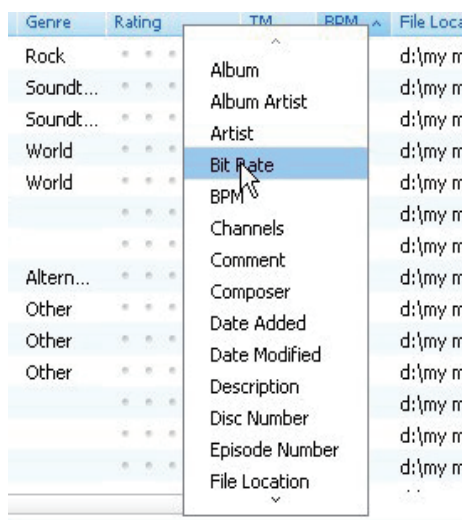 Genre Rating TM BPM File Loca
Rock d:\my m
Album
Soundt... d:\my m
Album Artist
Soundt... d:\my m
Artist
World d:\my m
Bit Rate
World d:\my m
BPM
d:\my m
Channels
d:\my m
Comment
Altern... d:\my m
Composer
Other d:\my m
Date Added
Other d:\my m
Date Modified
Other d:\my m
Description
d:\my m
Disc Number
d:\my m
Episode Number
d:\my m
File Location